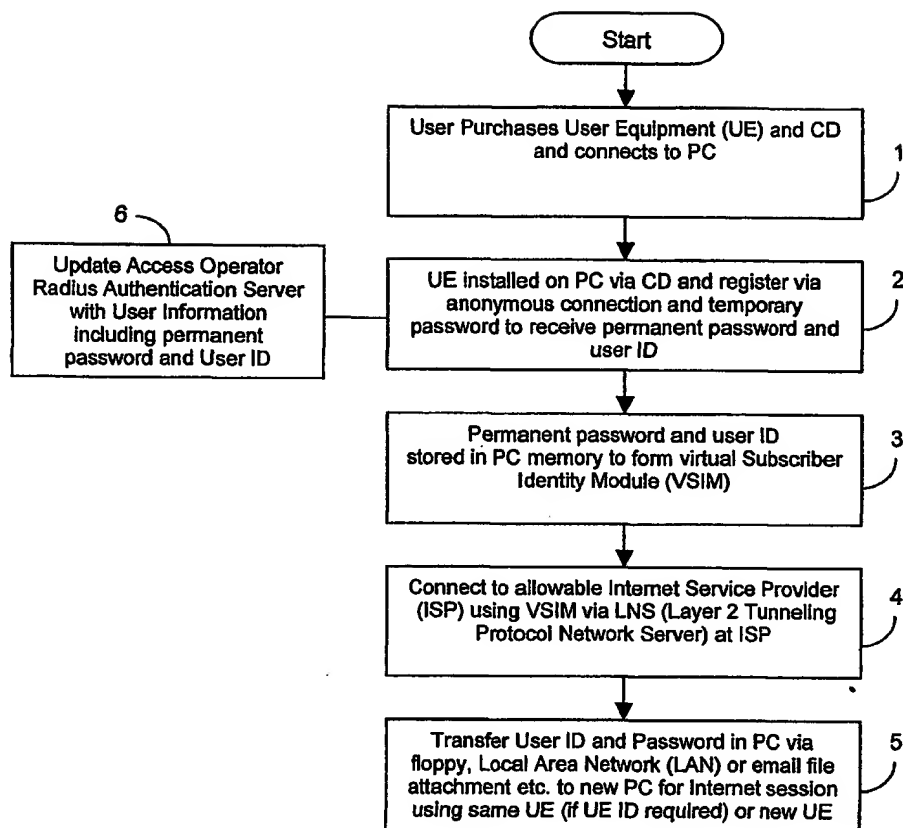 Start
User Purchases User Equipment (UE) and CD
and connects to PC
1
6
Update Access Operator
Radius Authentication Server
with User Information
including permanent
password and User ID
UE installed on PC via CD and register via
anonymous connection and temporary
password to receive permanent password and
user ID
2
Permanent password and user ID
stored in PC memory to form virtual Subscriber
Identity Module (VSIM)
3
Connect to allowable Internet Service Provider
(ISP) using VSIM via LNS (Layer 2 Tunneling
Protocol Network Server) at ISP
4
Transfer User ID and Password in PC via
floppy, Local Area Network (LAN) or email file
attachment etc. to new PC for Internet session
using same UE (if UE ID required) or new UE
5